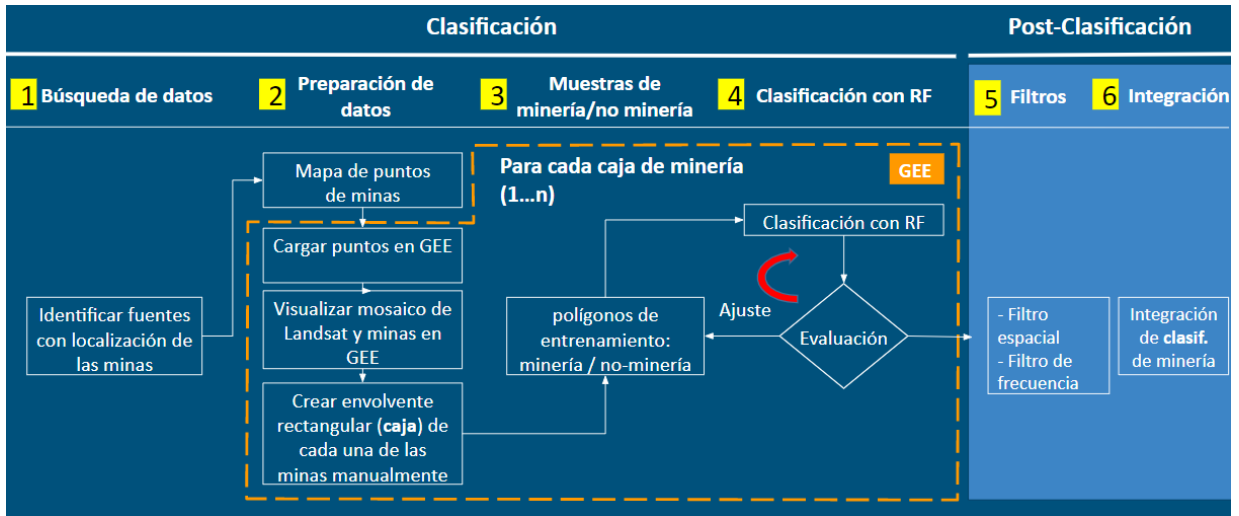 Clasificación
Post-Clasificación
1 Búsqueda de datos
2 Preparación de
datos
3 Muestras de
minería/no minería
4 Clasificación con RF
5 Filtros
6 Integración
Identificar fuentes
con localización de
las minas
Mapa de puntos
de minas
Cargar puntos en GEE
Visualizar mosaico de
Landsat y minas en
GEE
Crear envolvente
rectangular (caja) de
cada una de las
minas manualmente
Para cada caja de minería
(1...n)
GEE
polígonos de
entrenamiento:
minería / no-minería
Clasificación con RF
Ajuste
Evaluación
- Filtro
espacial
- Filtro de
frecuencia
Integración
de clasif.
de minería